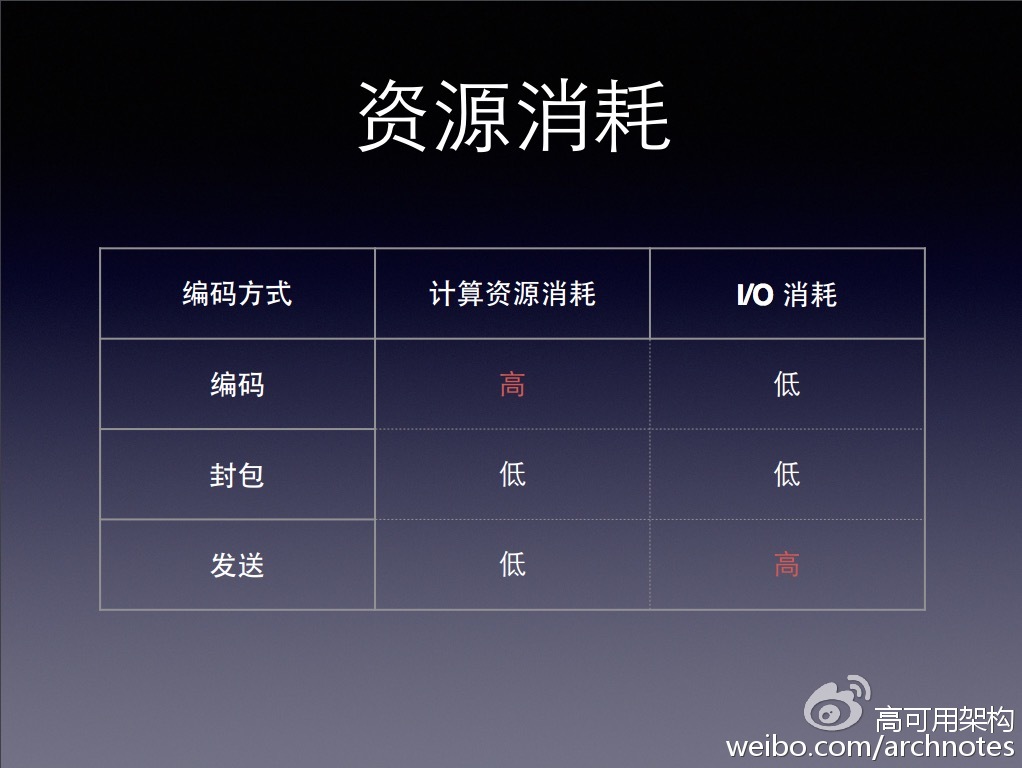 资源消耗
编码方式 计算资源消耗 I/O 消耗
编码 高 低
封包 低 低
发送 低 高
高可用架构
weibo.com/archnotes